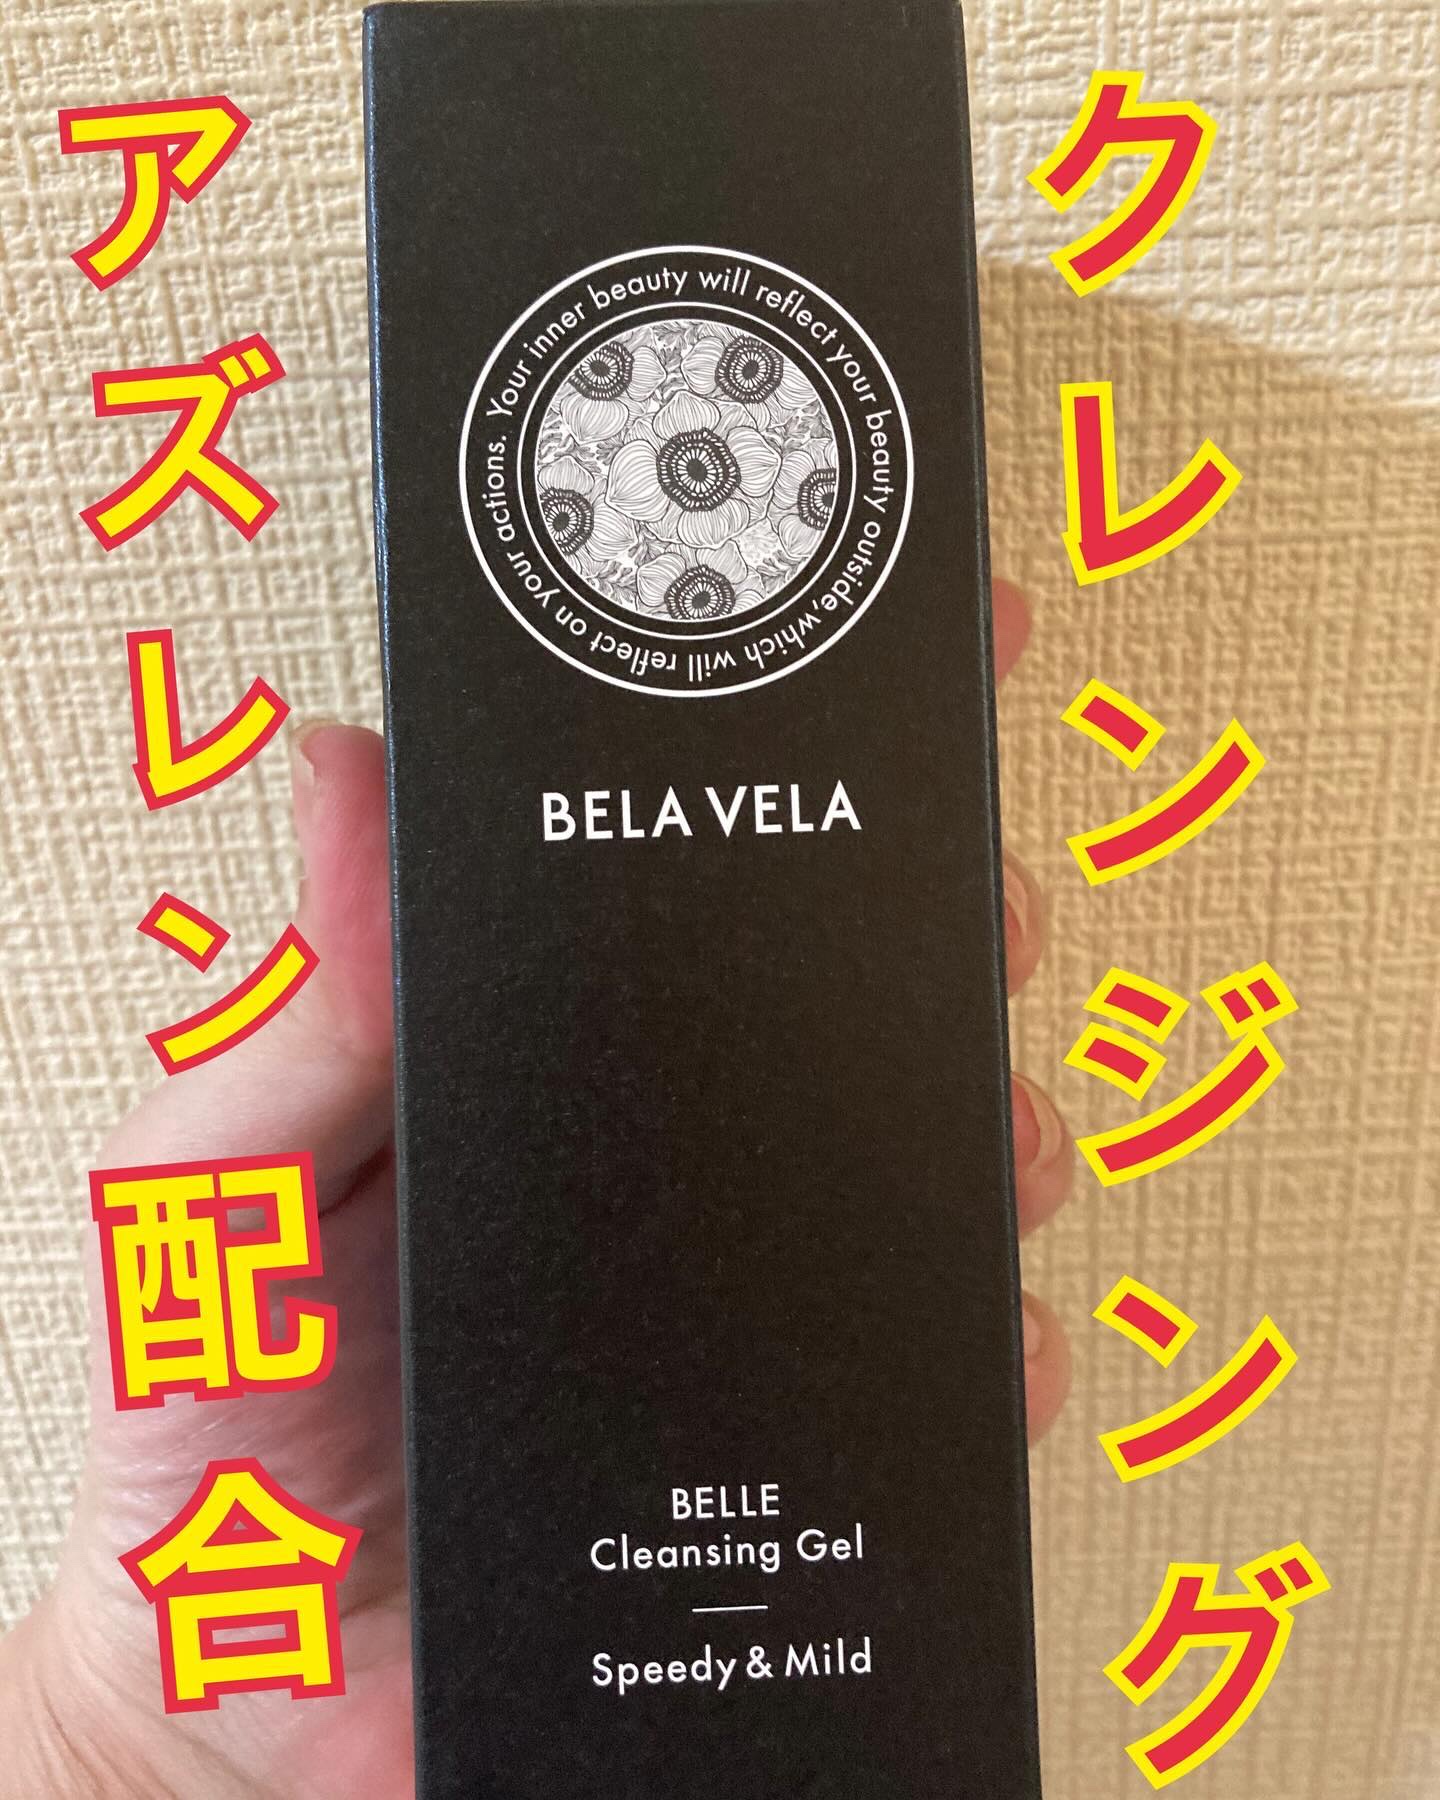 クレンジング
アズレン配合
Your inner beauty will reflect your beauty outside, which will reflect on your actions.
BELA VELA
BELLE
Cleansing Gel
Speedy & Mild